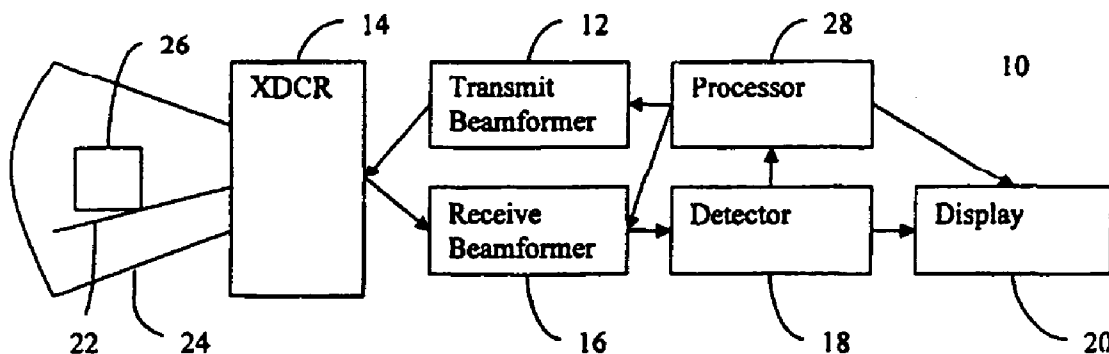 26
14
12
28
10
XDCR
Transmit
Beamformer
Processor
Receive
Beamformer
Detector
Display
22
24
16
18
20